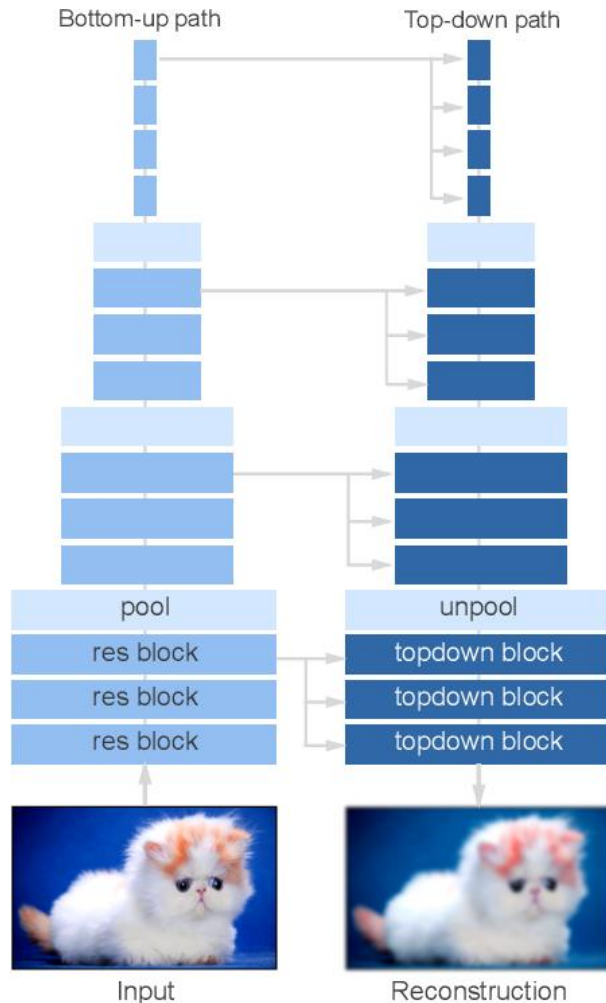 Bottom-up path
Top-down path
pool
unpool
res block
topdown block
res block
topdown block
res block
topdown block
Input
Reconstruction